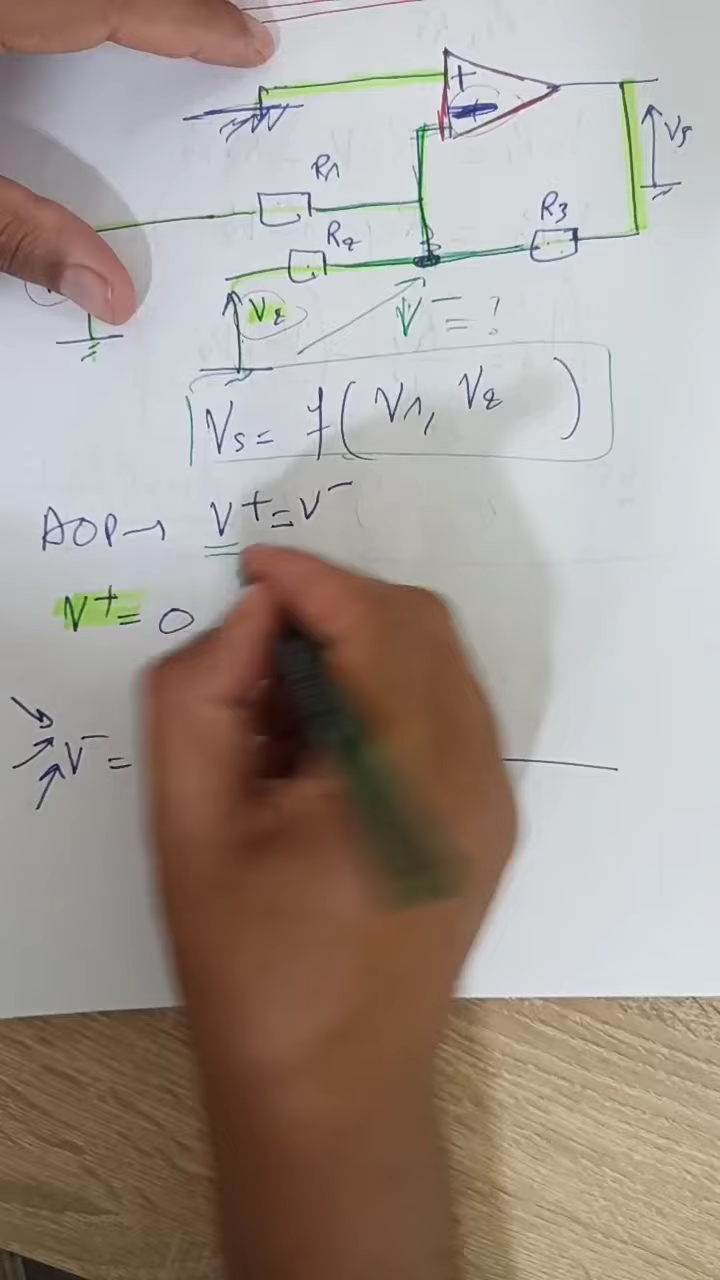 +
Vs
R1
R3
R2
V2
V⁻ = ?
Vs = f(V1, V2)
AOP → V⁺ = V⁻
V⁺ = 0
V⁻ =